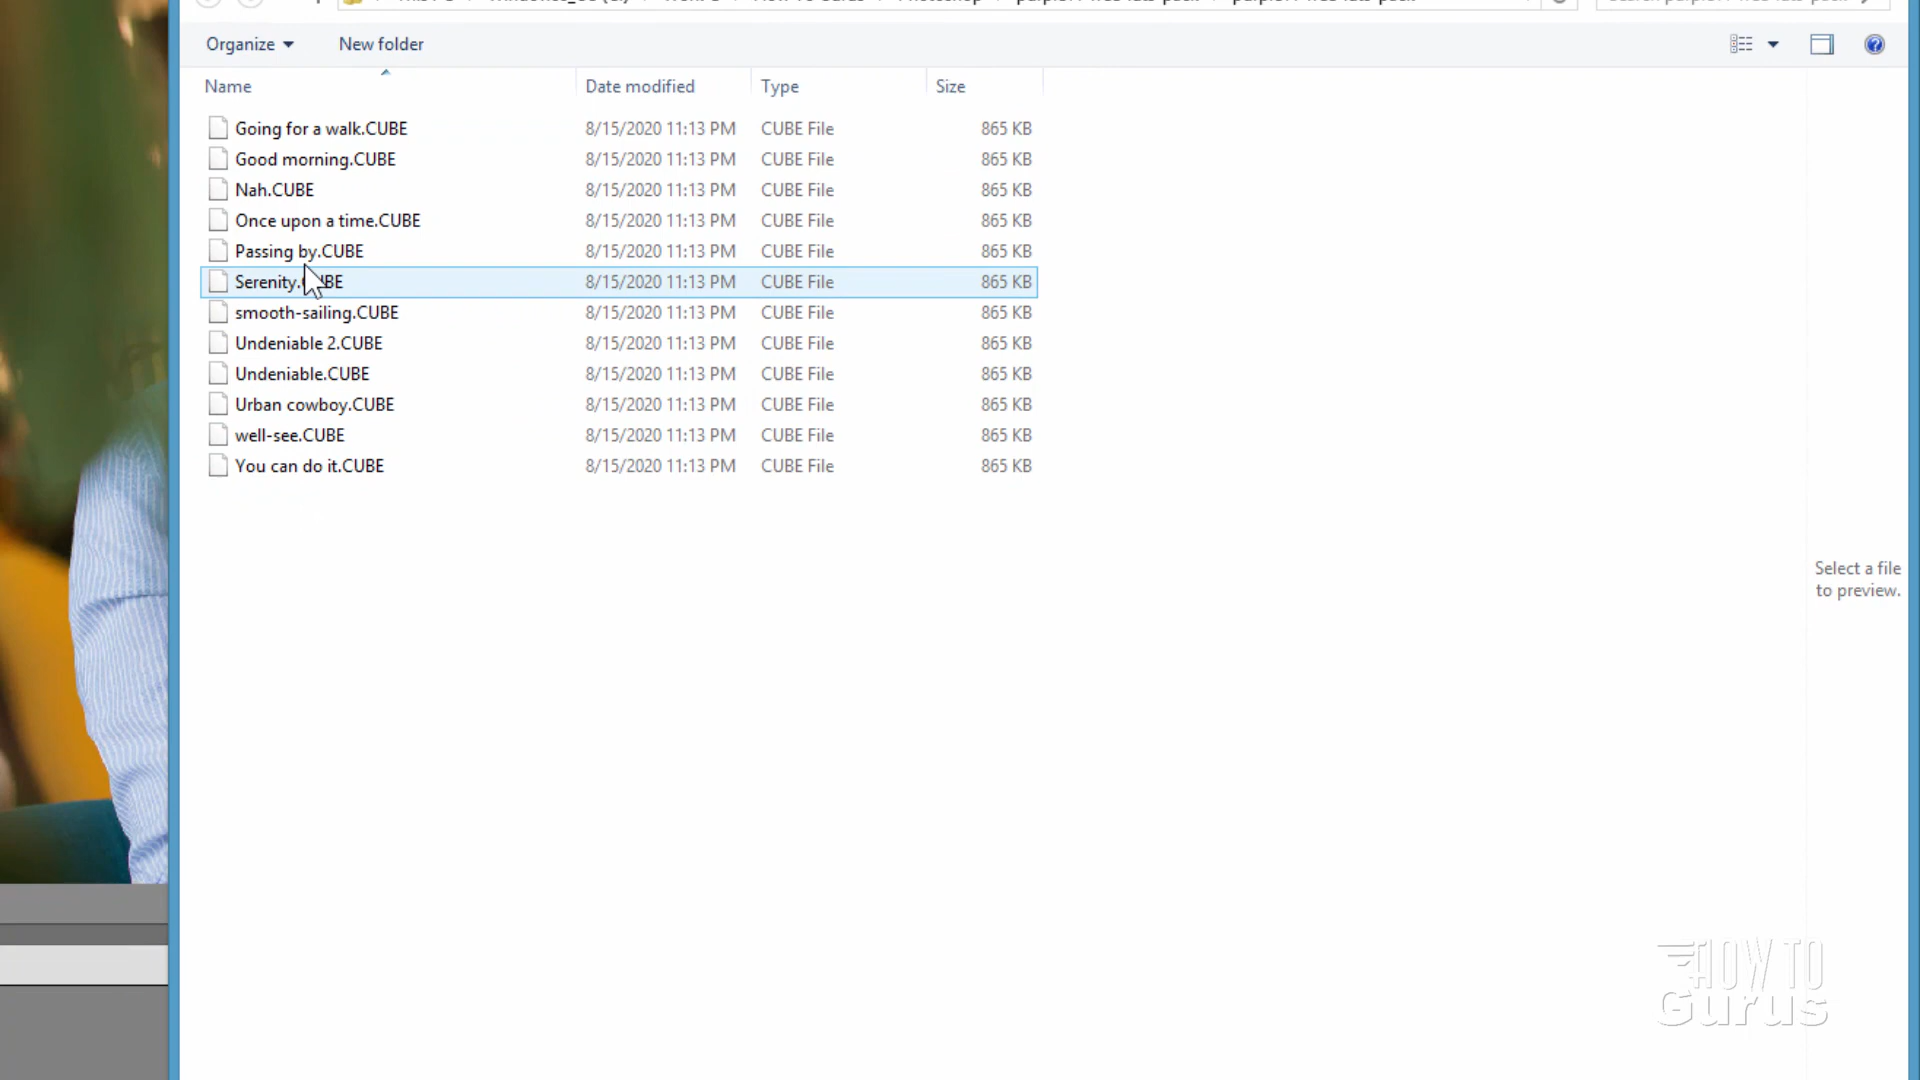 Organize New folder
Name Date modified Type Size
Going for a walk.CUBE 8/15/2020 11:13 PM CUBE File 865 KB
Good morning.CUBE 8/15/2020 11:13 PM CUBE File 865 KB
Nah.CUBE 8/15/2020 11:13 PM CUBE File 865 KB
Once upon a time.CUBE 8/15/2020 11:13 PM CUBE File 865 KB
Passing by.CUBE 8/15/2020 11:13 PM CUBE File 865 KB
8/15/2020 11:13 PM CUBE File 865 KB
smooth-sailing.CUBE 8/15/2020 11:13 PM CUBE File 865 KB
Undeniable 2.CUBE 8/15/2020 11:13 PM CUBE File 865 KB
Undeniable.CUBE 8/15/2020 11:13 PM CUBE File 865 KB
Urban cowboy.CUBE 8/15/2020 11:13 PM CUBE File 865 KB
well-see.CUBE 8/15/2020 11:13 PM CUBE File 865 KB
You can do it.CUBE 8/15/2020 11:13 PM CUBE File 865 KB
Select a file
to preview.
HOW TO
Gurus